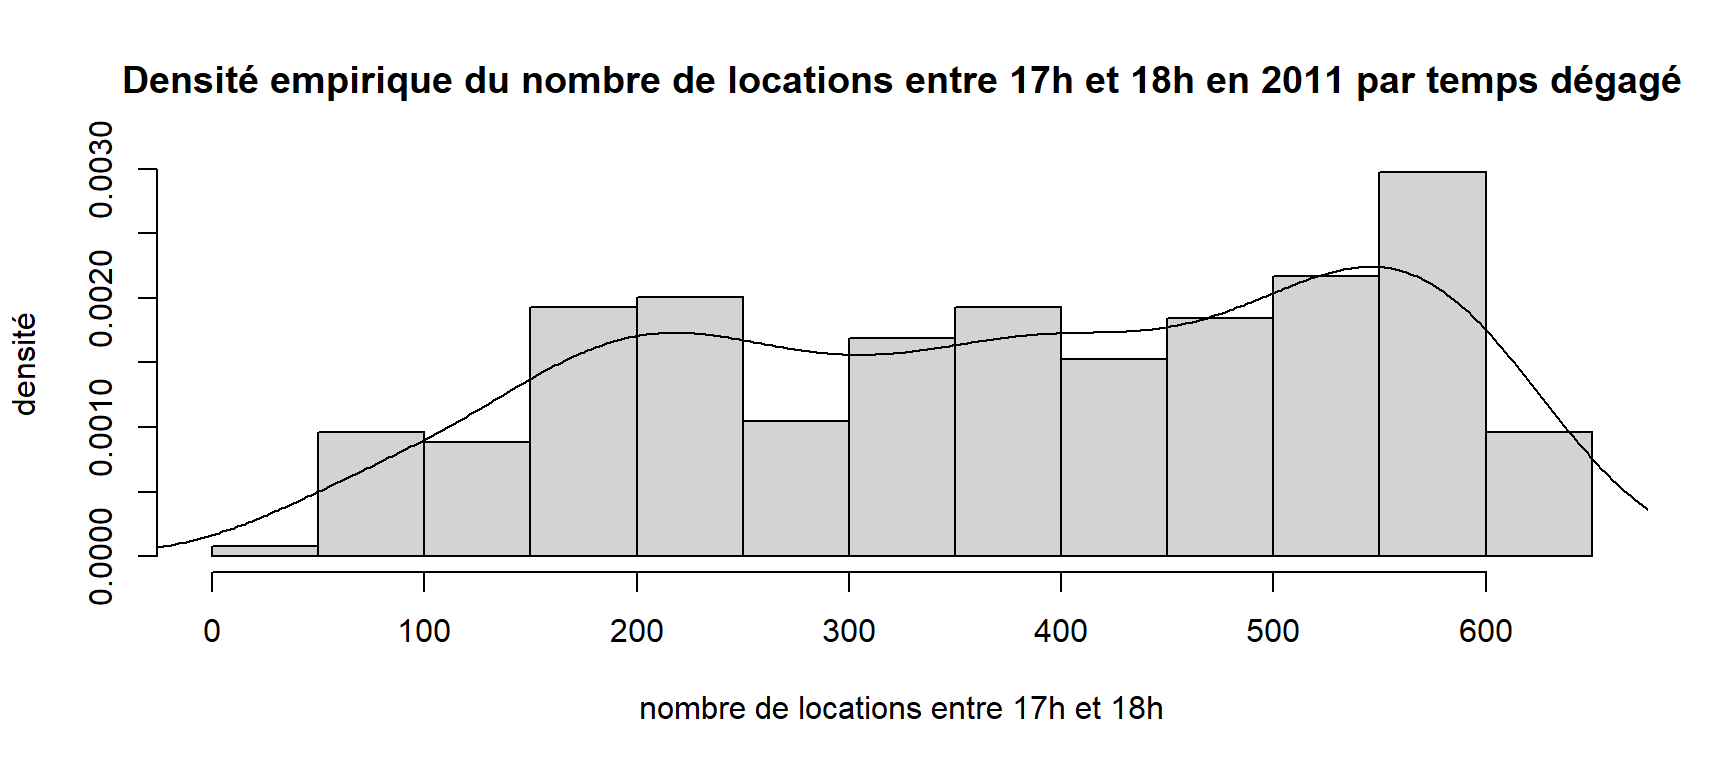 Densité empirique du nombre de locations entre 17h et 18h en 2011 par temps dégagé
densité
0.0030
0.0020
0.0010
0.0000
0 100 200 300 400 500 600
nombre de locations entre 17h et 18h